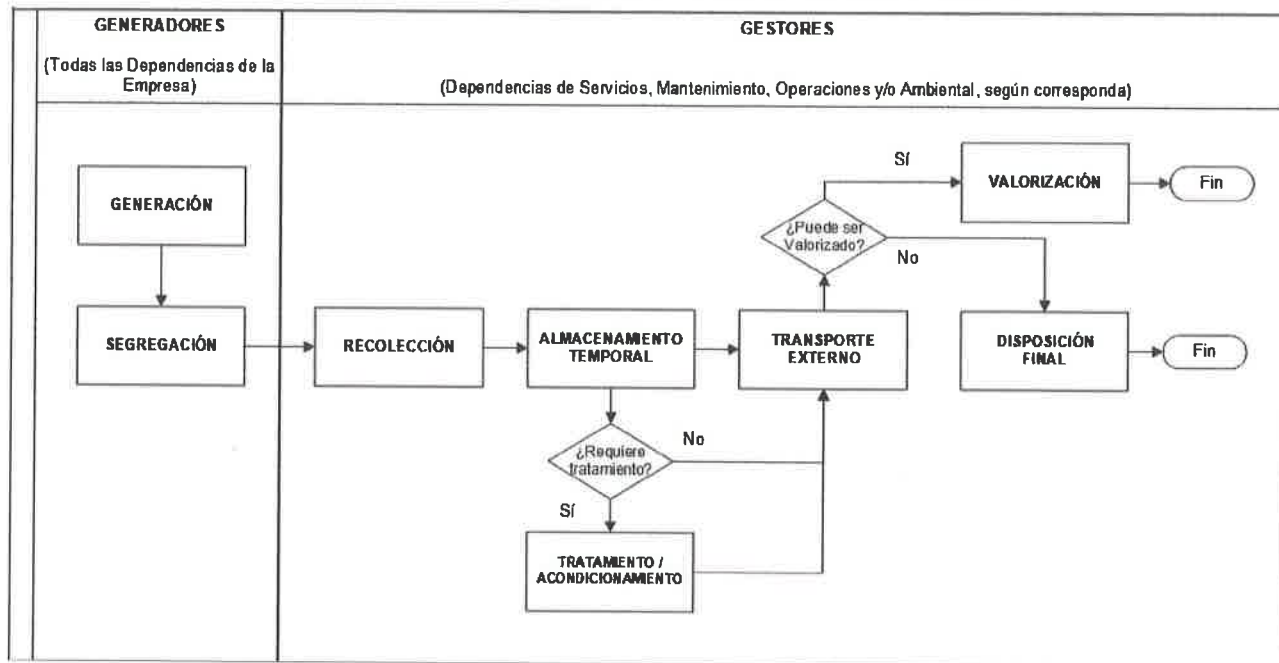 GENERADORES
(Todas las Dependencias de la
Empresa)
GESTORES
(Dependencias de Servicios, Mantenimiento, Operaciones y/o Ambiental, según corresponda)
GENERACIÓN
SEGREGACIÓN
RECOLECCIÓN
ALMACENAMIENTO
TEMPORAL
¿Requiere
tratamiento?
No
Sí
TRATAMIENTO /
ACONDICIONAMIENTO
TRANSPORTE
EXTERNO
¿Puede ser
Valorizado?
Sí
No
VALORIZACIÓN
Fin
DISPOSICIÓN
FINAL
Fin